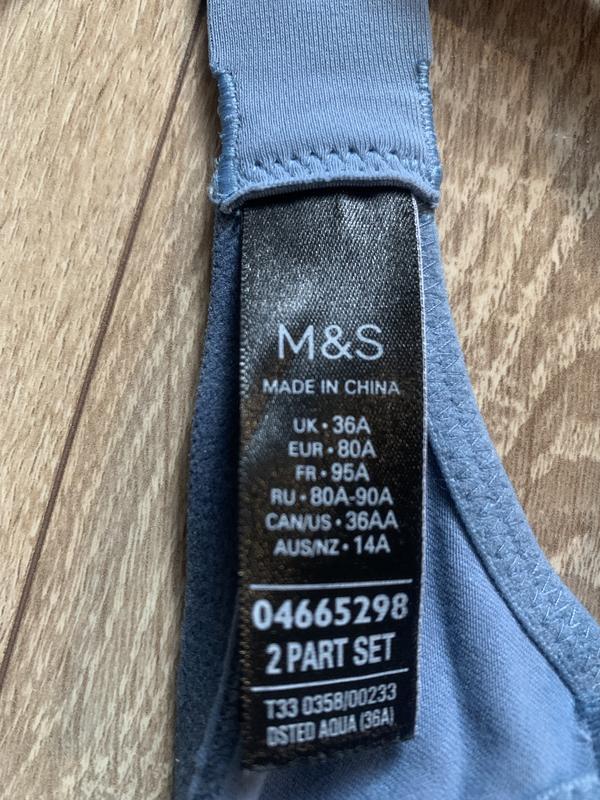 M&S
MADE IN CHINA
UK • 36A
EUR • 80A
FR • 95A
RU • 80A-90A
CAN/US • 36AA
AUS/NZ • 14A
04665298
2 PART SET
T33 0358/00233
DSTED AQUA (36A)